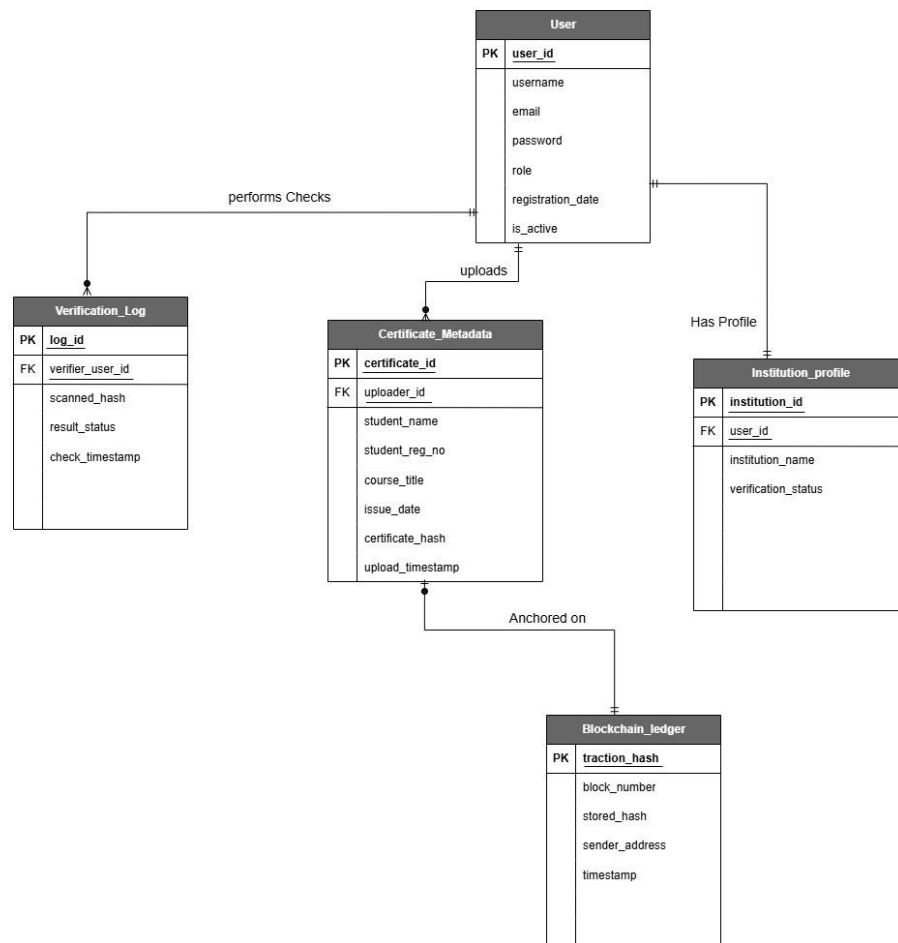 User
PK user_id
username
email
password
role
registration_date
is_active
performs Checks
uploads
Has Profile
Verification_Log
PK log_id
FK verifier_user_id
scanned_hash
result_status
check_timestamp
Certificate_Metadata
PK certificate_id
FK uploader_id
student_name
student_reg_no
course_title
issue_date
certificate_hash
upload_timestamp
Institution_profile
PK institution_id
FK user_id
institution_name
verification_status
Anchored on
Blockchain_ledger
PK traction_hash
block_number
stored_hash
sender_address
timestamp